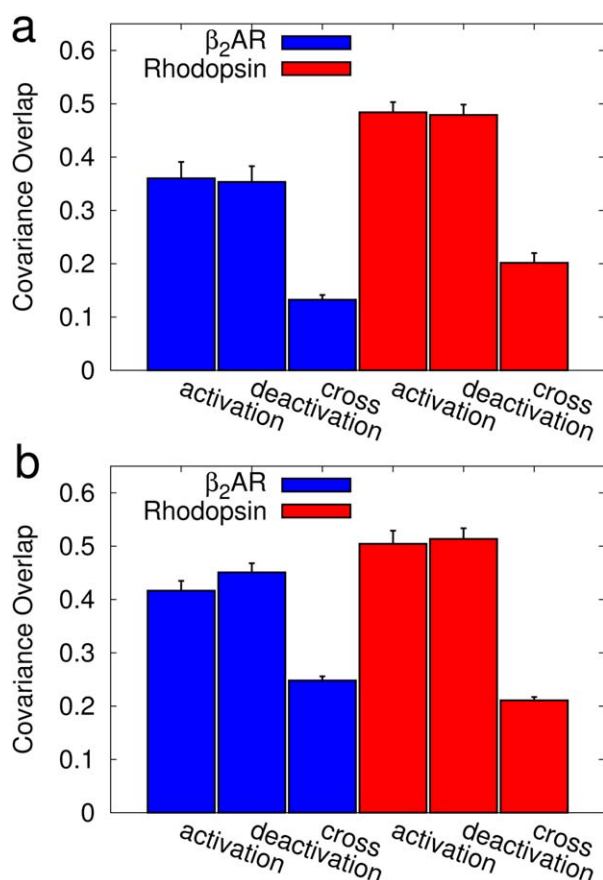 a
0.6
0.5
0.4
0.3
0.2
0.1
0
Covariance Overlap
β₂AR
Rhodopsin
activation
deactivation
cross
activation
deactivation
cross
b
0.6
0.5
0.4
0.3
0.2
0.1
0
Covariance Overlap
β₂AR
Rhodopsin
activation
deactivation
cross
activation
deactivation
cross